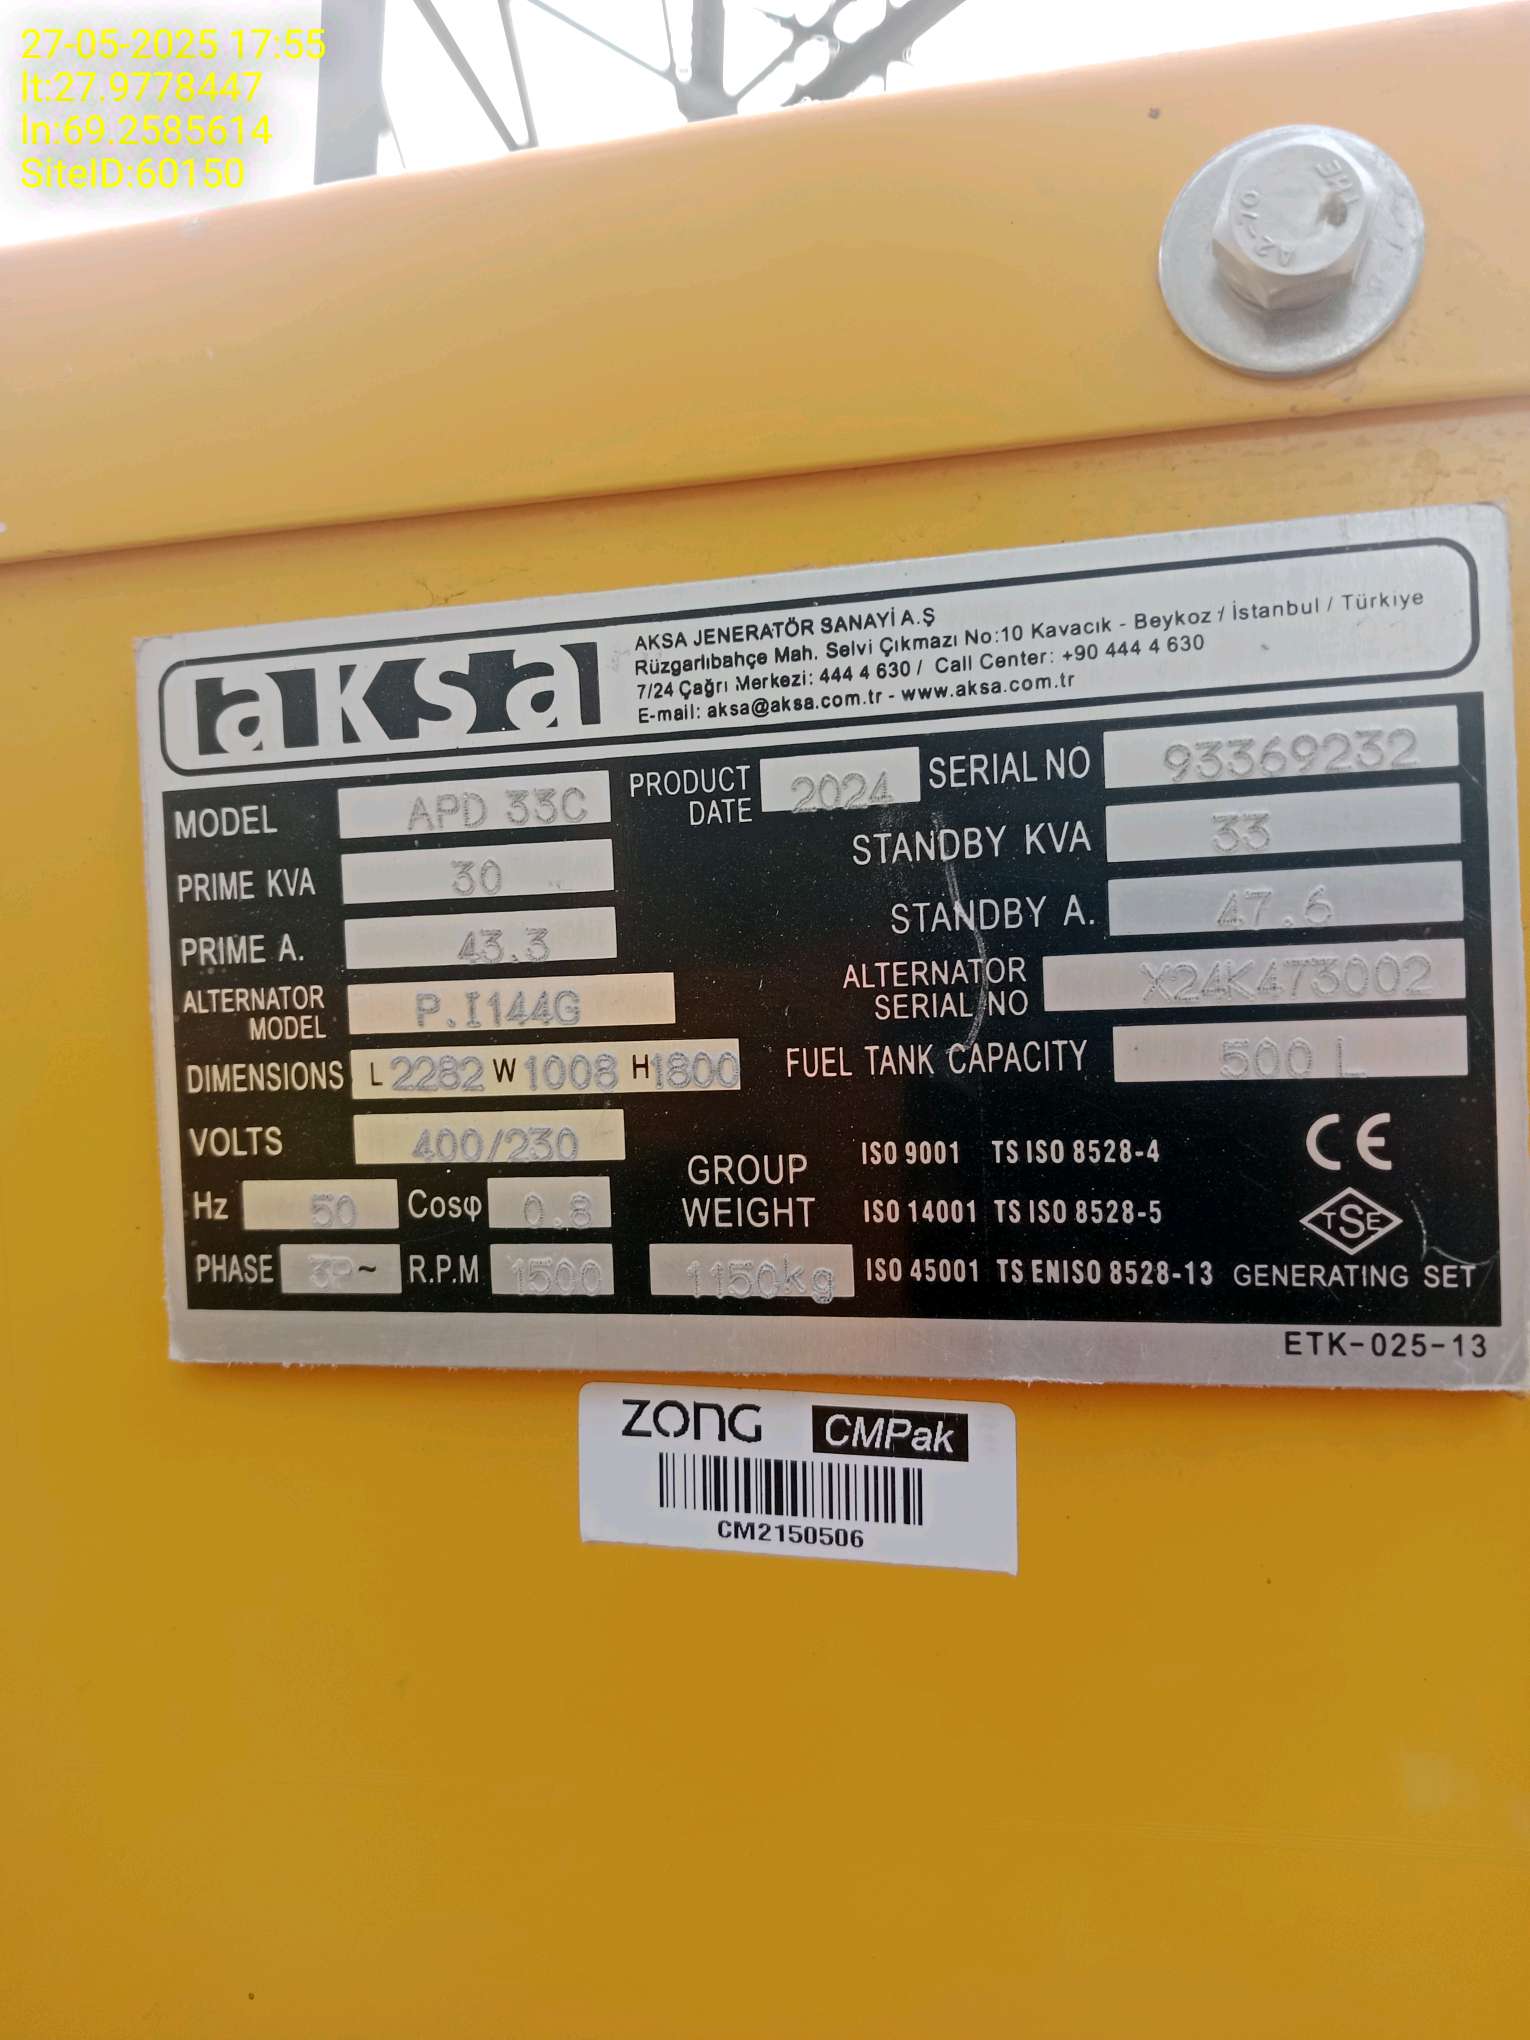 27-05-2025 17:55
lt:27.9778447
ln:69.2585614
SiteID:60150
A2-70
THE
aksa
AKSA JENERATÖR SANAYİ A.Ş
Rüzgarlıbahçe Mah. Selvi Çıkmazı No:10 Kavacık - Beykoz / İstanbul / Türkiye
7/24 Çağrı Merkezi: 444 4 630 / Call Center: +90 444 4 630
E-mail: aksa@aksa.com.tr - www.aksa.com.tr
MODEL APD 33C PRODUCT DATE 2024 SERIAL NO 93369232
PRIME KVA 30 STANDBY KVA 33
PRIME A. 43.3 STANDBY A. 47.6
ALTERNATOR MODEL P.I144G ALTERNATOR SERIAL NO X24K473002
DIMENSIONS L 2282 W 1008 H 1800 FUEL TANK CAPACITY 500 L
VOLTS 400/230
Hz 50 Cosφ 0.8
PHASE 3P~ R.P.M 1500
GROUP WEIGHT 1150kg
ISO 9001 TS ISO 8528-4 CE
ISO 14001 TS ISO 8528-5 TSE
ISO 45001 TS EN ISO 8528-13 GENERATING SET
ETK-025-13
ZONG CMPak
CM2150506